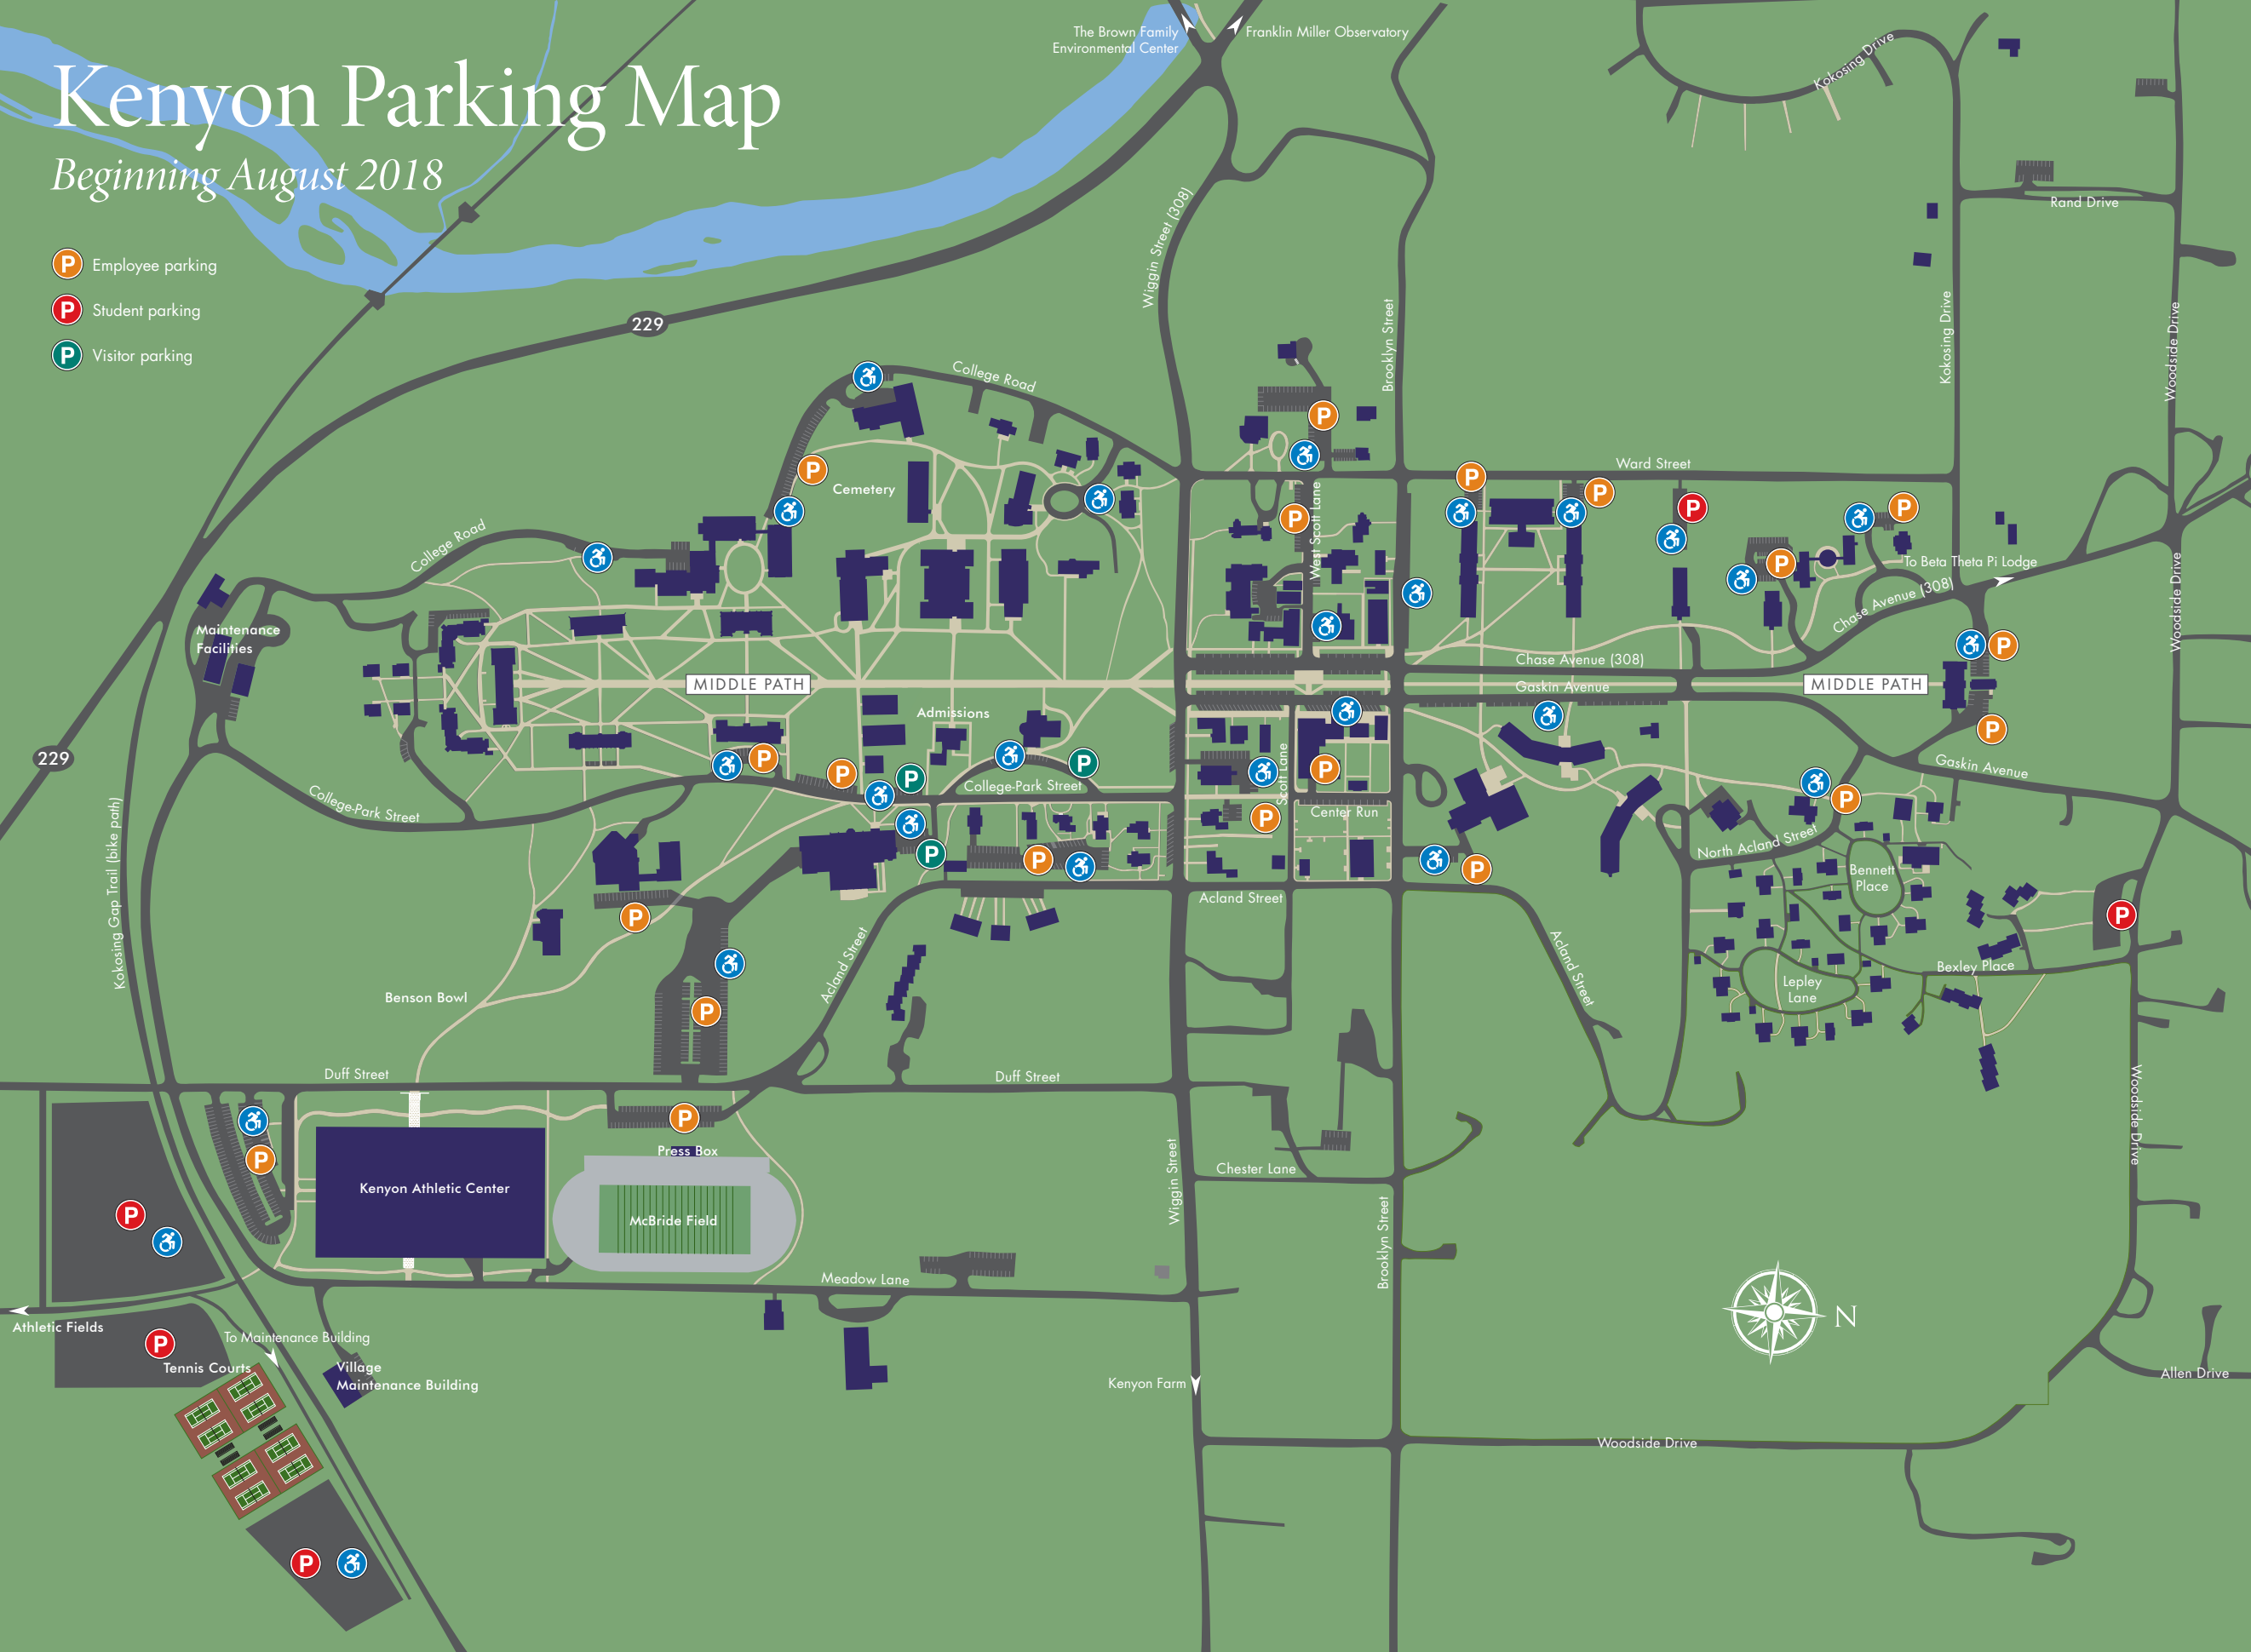 Kenyon Parking Map
Beginning August 2018
P Employee parking
P Student parking
P Visitor parking
The Brown Family
Environmental Center
Franklin Miller Observatory
Kokosing Drive
Rand Drive
Wiggin Street (308)
Brooklyn Street
Kokosing Drive
Woodside Drive
229
College Road
P
P
Cemetery
Ward Street
P
P
P
P
P
West Scott Lane
College Road
P
To Beta Theta Pi Lodge
Chase Avenue (308)
Woodside Drive
Maintenance
Facilities
P
Chase Avenue (308)
MIDDLE PATH
Gaskin Avenue
MIDDLE PATH
Admissions
P
229
P
P
P
P
College-Park Street
Scott Lane
P
Gaskin Avenue
College-Park Street
P
Center Run
P
North Acland Street
P
P
P
Bennett
Place
Kokosing Gap Trail (bike path)
P
Acland Street
P
Acland Street
Acland Street
Bexley Place
Benson Bowl
P
Lepley
Lane
Duff Street
Duff Street
Woodside Drive
P
P
Press Box
Wiggin Street
Chester Lane
Kenyon Athletic Center
McBride Field
P
Brooklyn Street
Meadow Lane
N
Athletic Fields
P
To Maintenance Building
Tennis Courts
Village
Maintenance Building
Kenyon Farm
Allen Drive
Woodside Drive
P